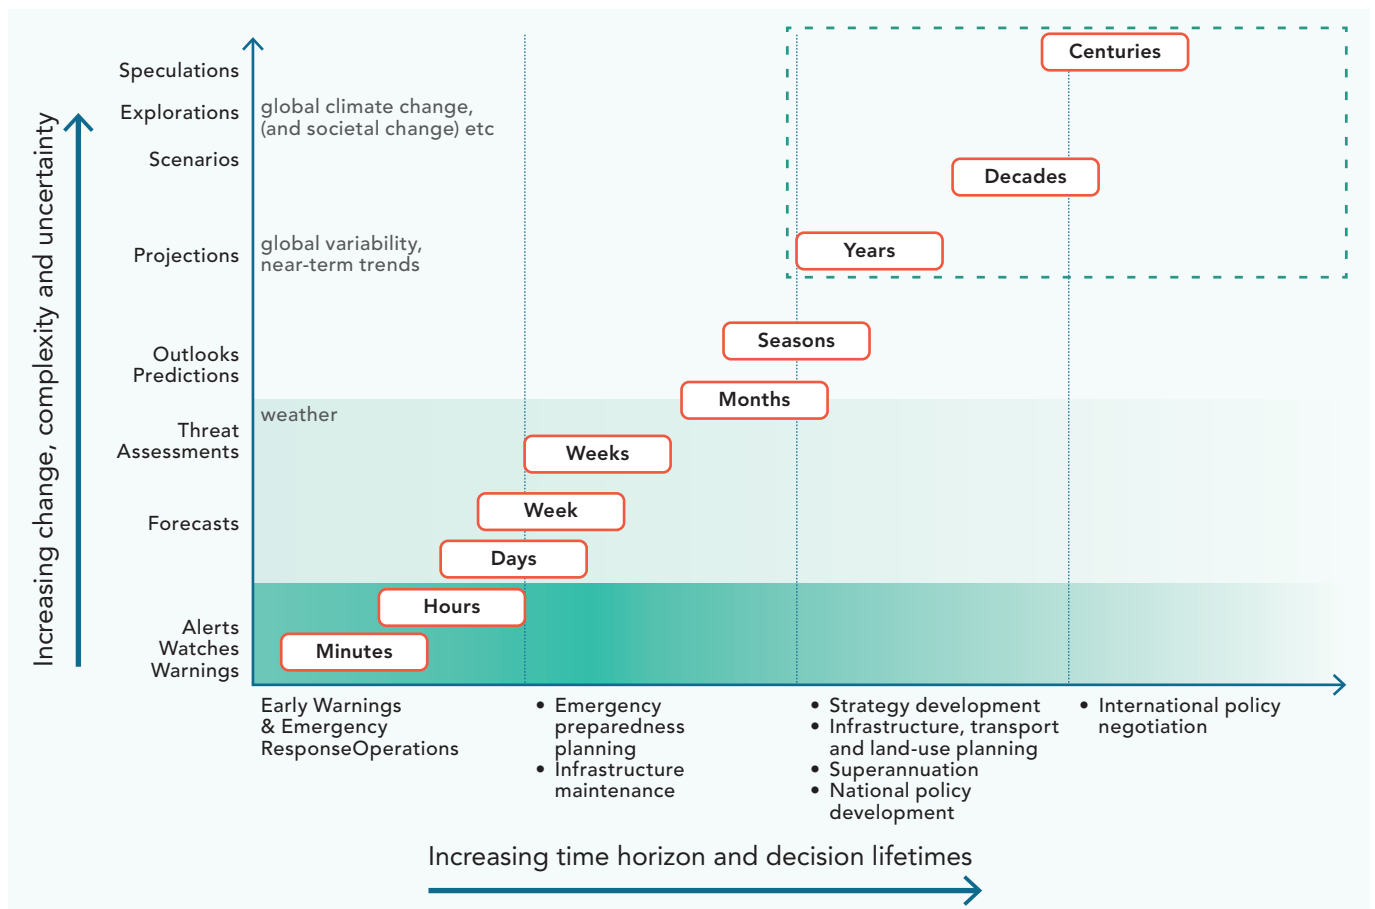 Increasing change, complexity and uncertainty
Speculations
Explorations
Scenarios
Projections
Outlooks
Predictions
Threat
Assessments
Forecasts
Alerts
Watches
Warnings
global climate change,
(and societal change) etc
global variability,
near-term trends
weather
Centuries
Decades
Years
Seasons
Months
Weeks
Week
Days
Hours
Minutes
Early Warnings
& Emergency
ResponseOperations
• Emergency
preparedness
planning
• Infrastructure
maintenance
• Strategy development
• Infrastructure, transport
and land-use planning
• Superannuation
• National policy
development
• International policy
negotiation
Increasing time horizon and decision lifetimes